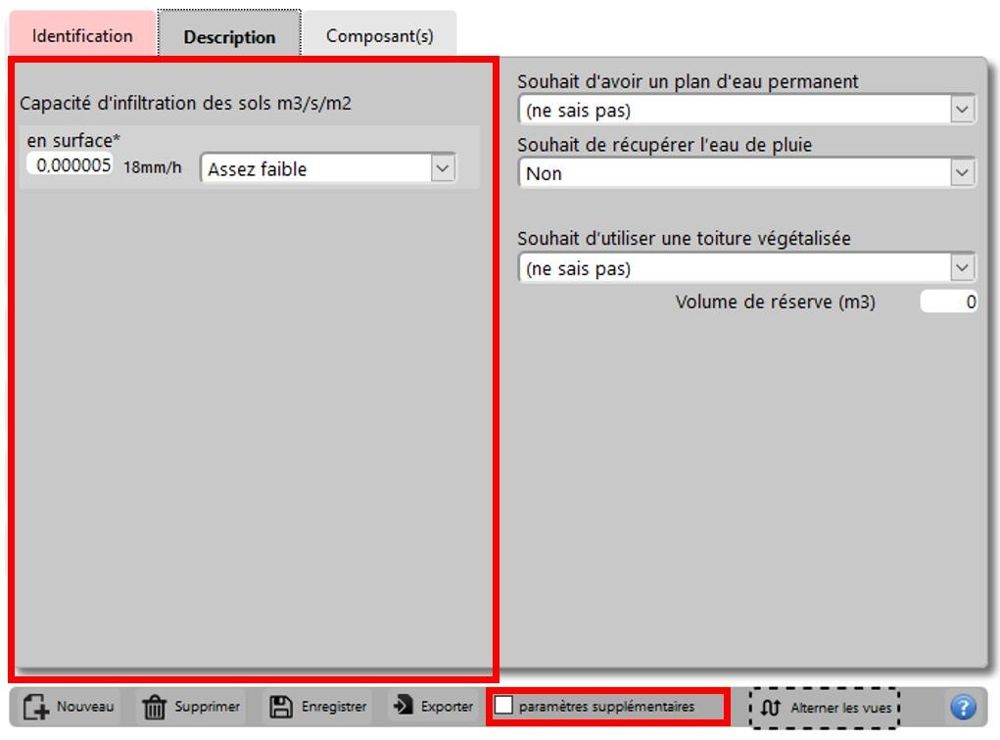 Identification
Description
Composant(s)
Capacité d'infiltration des sols m3/s/m2
en surface*
0,000005 18mm/h Assez faible
Souhait d'avoir un plan d'eau permanent
(ne sais pas)
Souhait de récupérer l'eau de pluie
Non
Souhait d'utiliser une toiture végétalisée
(ne sais pas)
Volume de réserve (m3) 0
Nouveau
Supprimer
Enregistrer
Exporter
paramètres supplémentaires
Alterner les vues
?